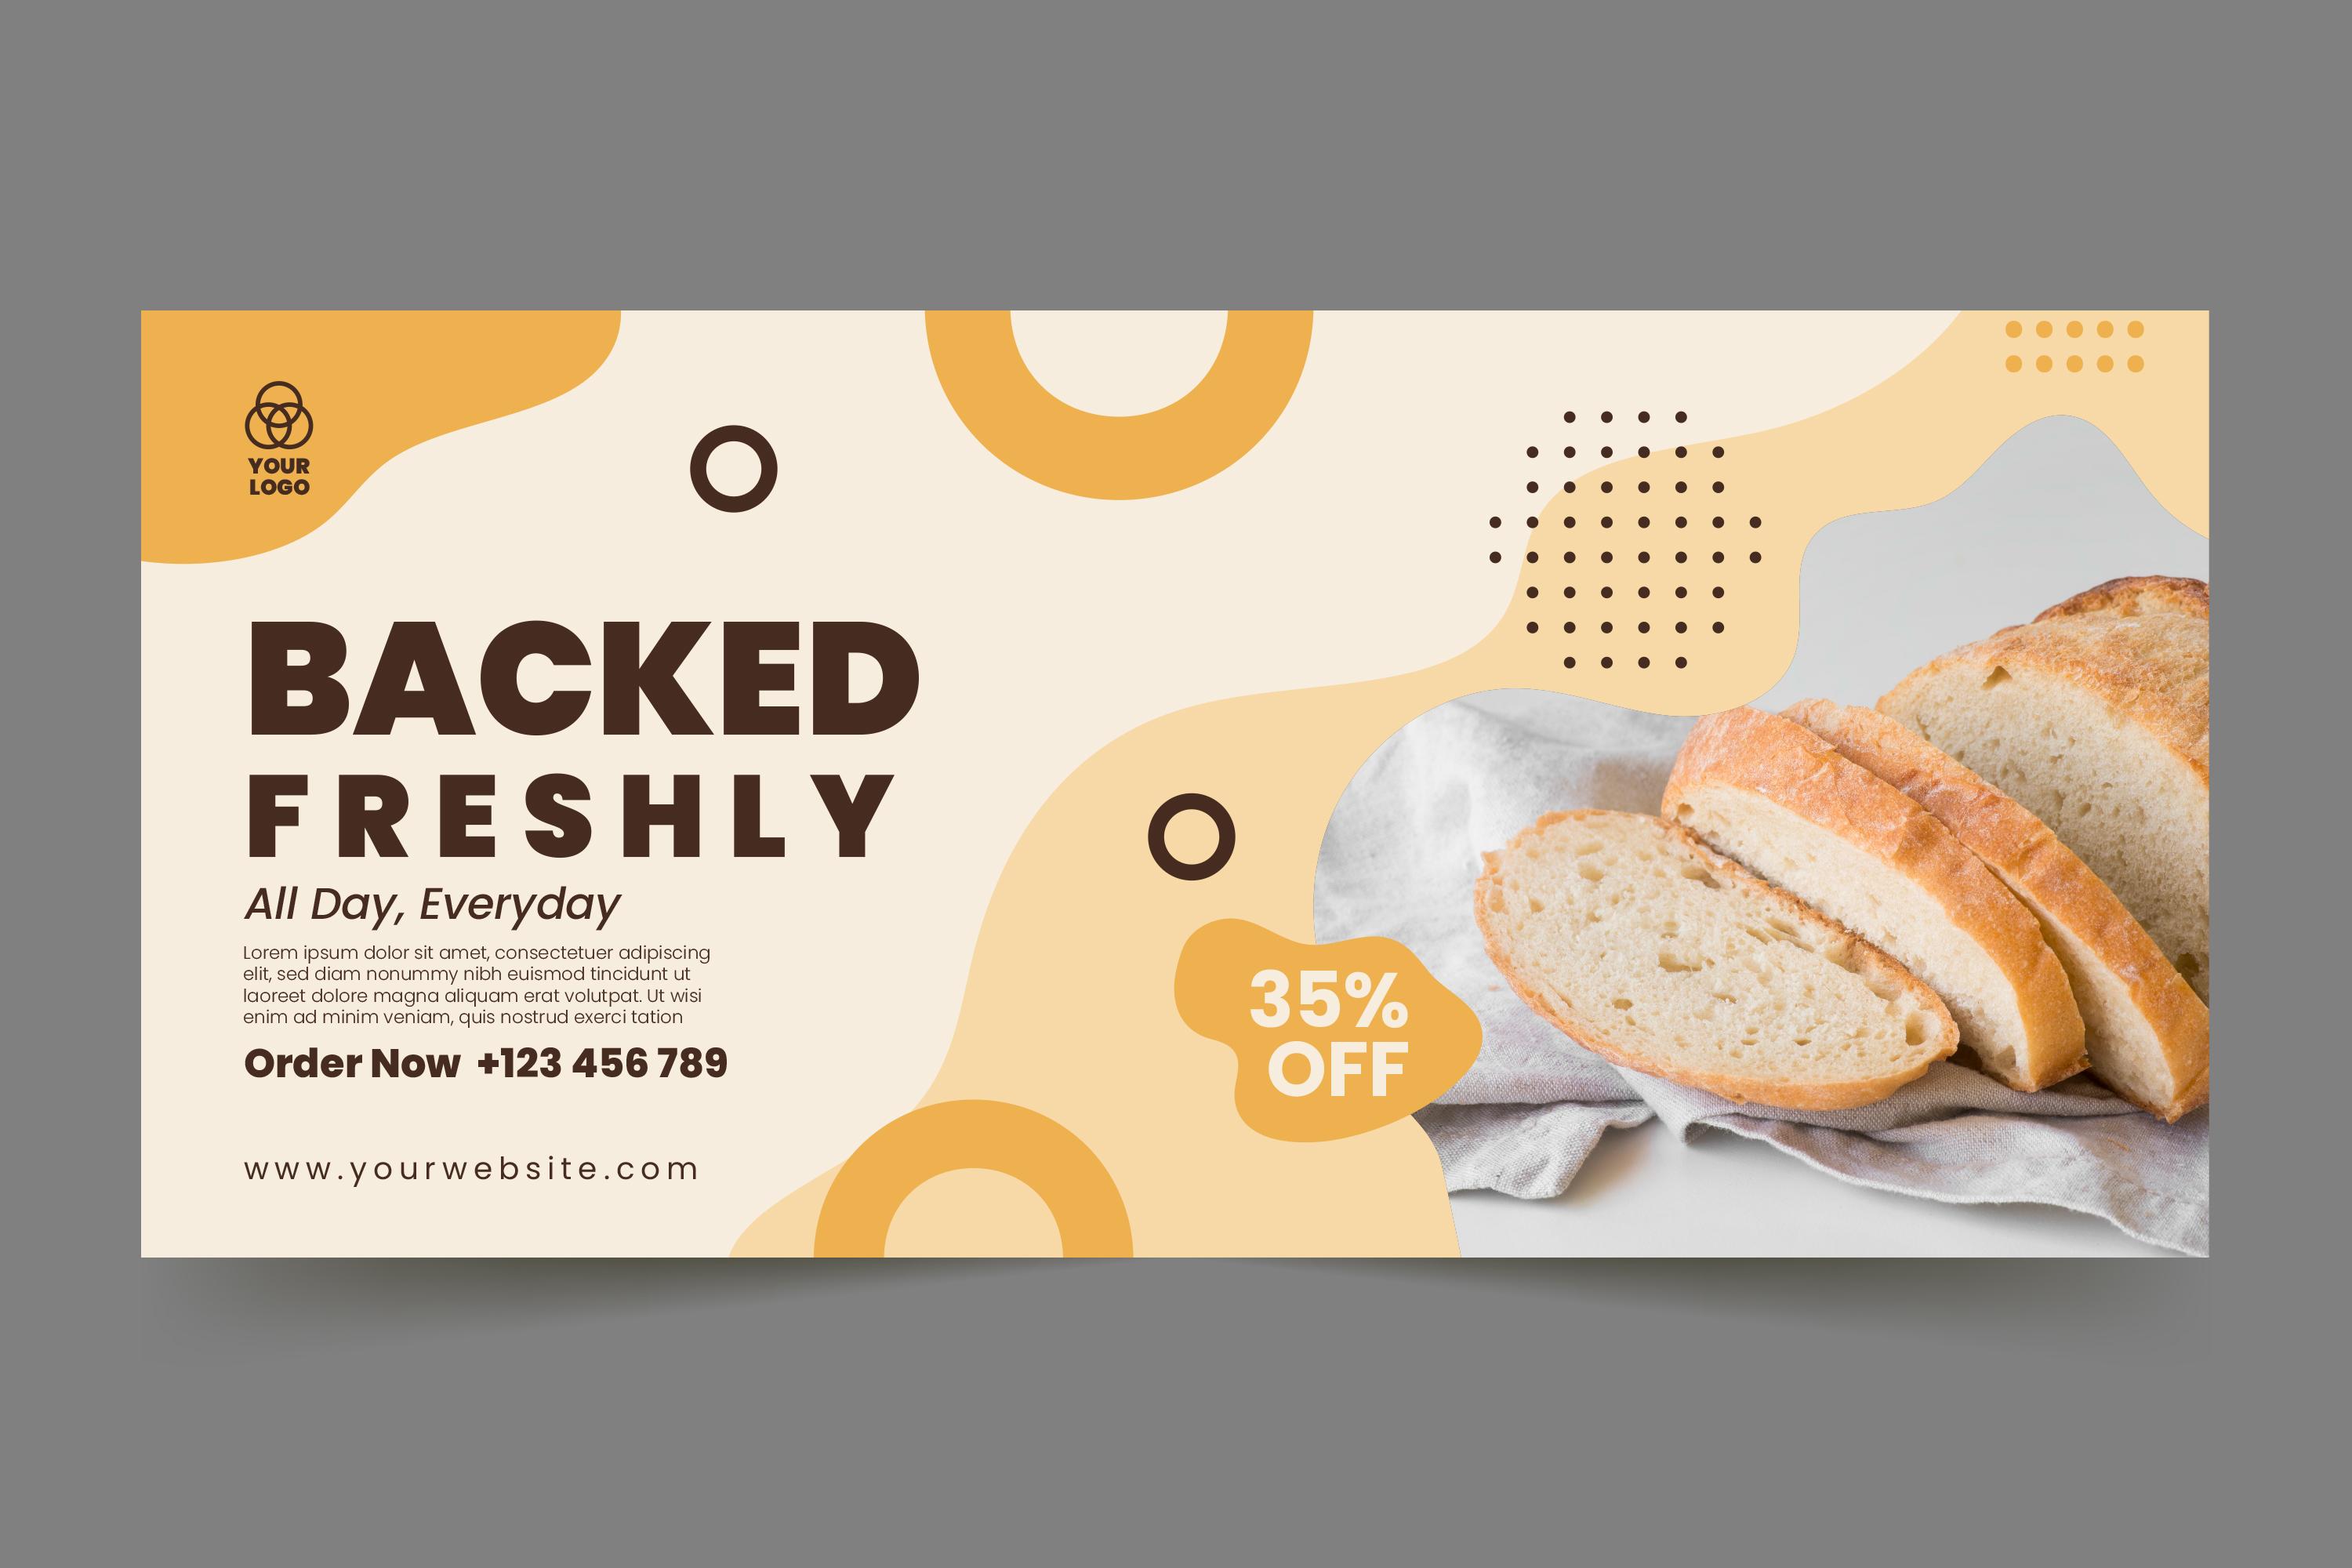 YOUR
LOGO
BACKED
FRESHLY
All Day, Everyday
Lorem ipsum dolor sit amet, consectetuer adipiscing
elit, sed diam nonummy nibh euismod tincidunt ut
laoreet dolore magna aliquam erat volutpat. Ut wisi
enim ad minim veniam, quis nostrud exerci tation
Order Now +123 456 789
www.yourwebsite.com
35%
OFF